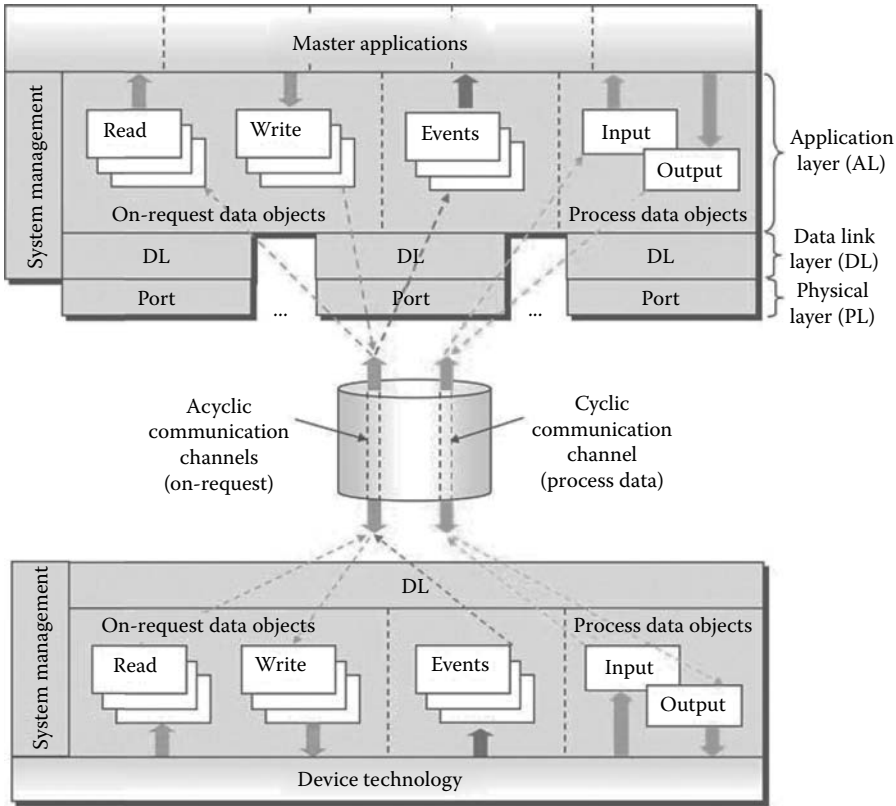 Master applications
System management
Read
Write
Events
Input
Output
On-request data objects
Process data objects
Application
layer (AL)
DL
DL
DL
Data link
layer (DL)
Port
...
Port
...
Port
Physical
layer (PL)
Acyclic
communication
channels
(on-request)
Cyclic
communication
channel
(process data)
System management
DL
On-request data objects
Process data objects
Read
Write
Events
Input
Output
Device technology